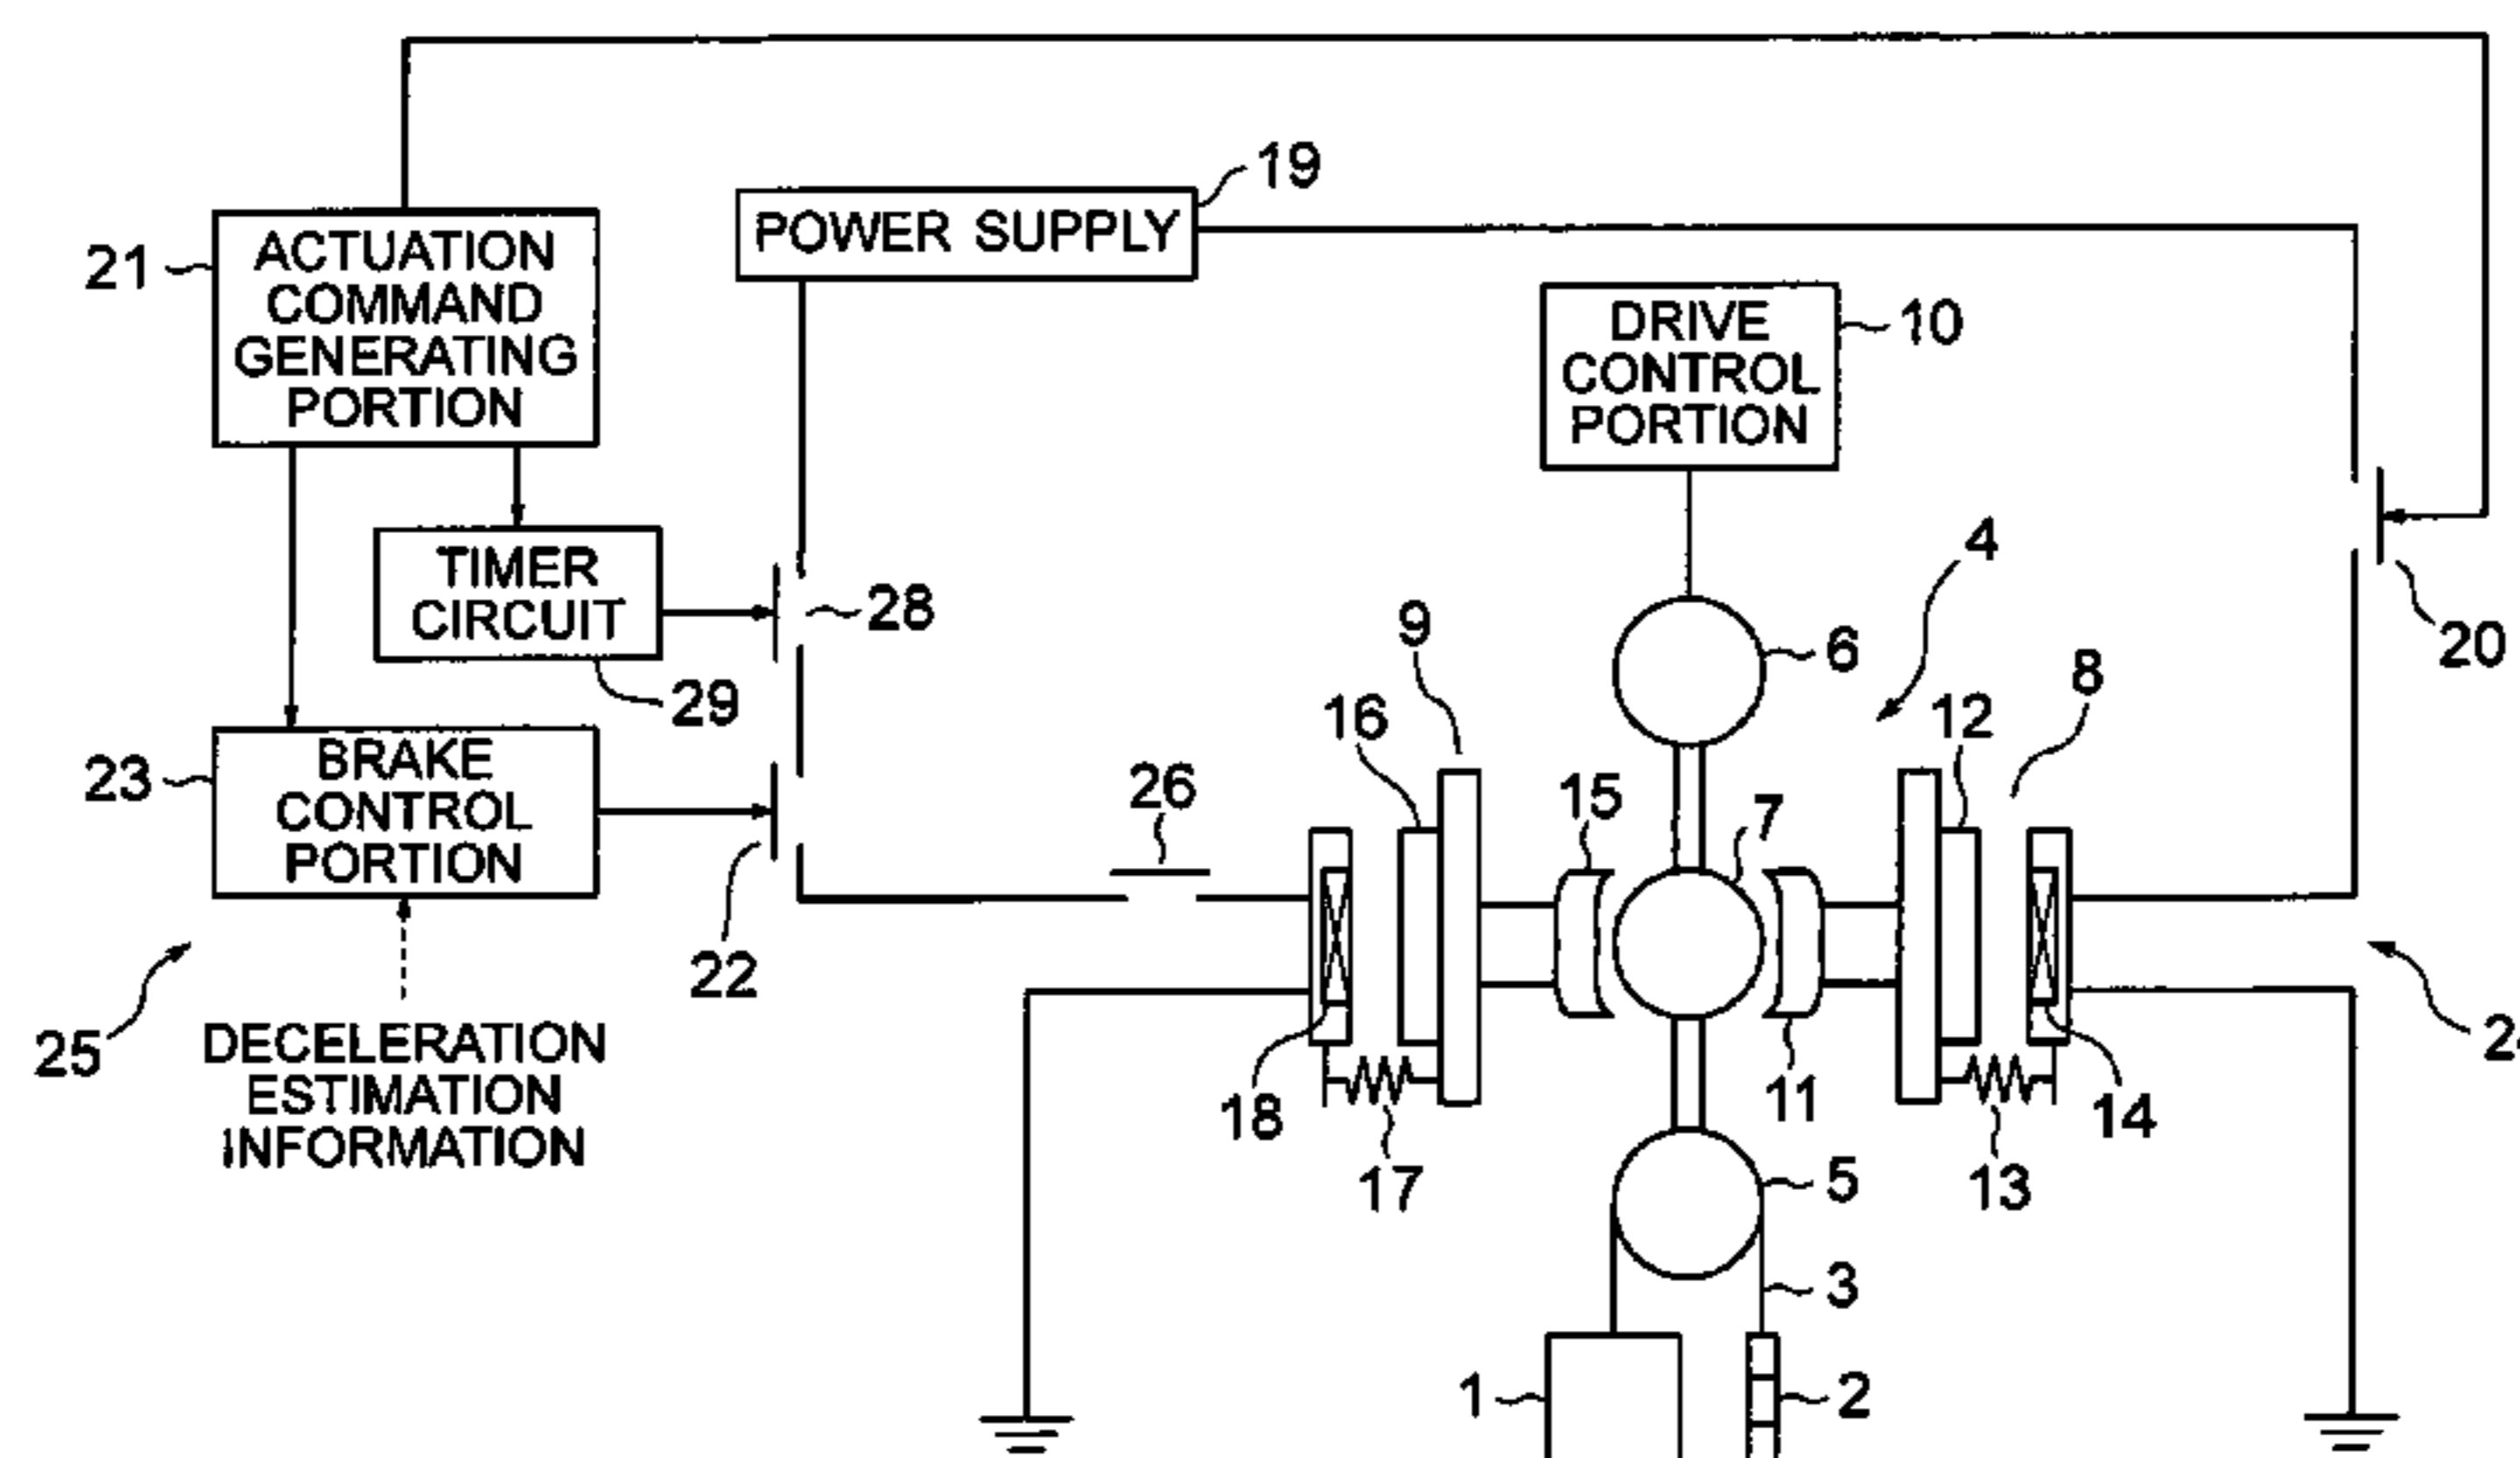 19
POWER SUPPLY
21
ACTUATION
COMMAND
GENERATING
PORTION
DRIVE
CONTROL
PORTION
10
TIMER
CIRCUIT
28
29
4
20
9
6
8
16
12
23
BRAKE
CONTROL
PORTION
26
15
7
22
25
DECELERATION
ESTIMATION
INFORMATION
18
17
11
13
14
5
3
1
2